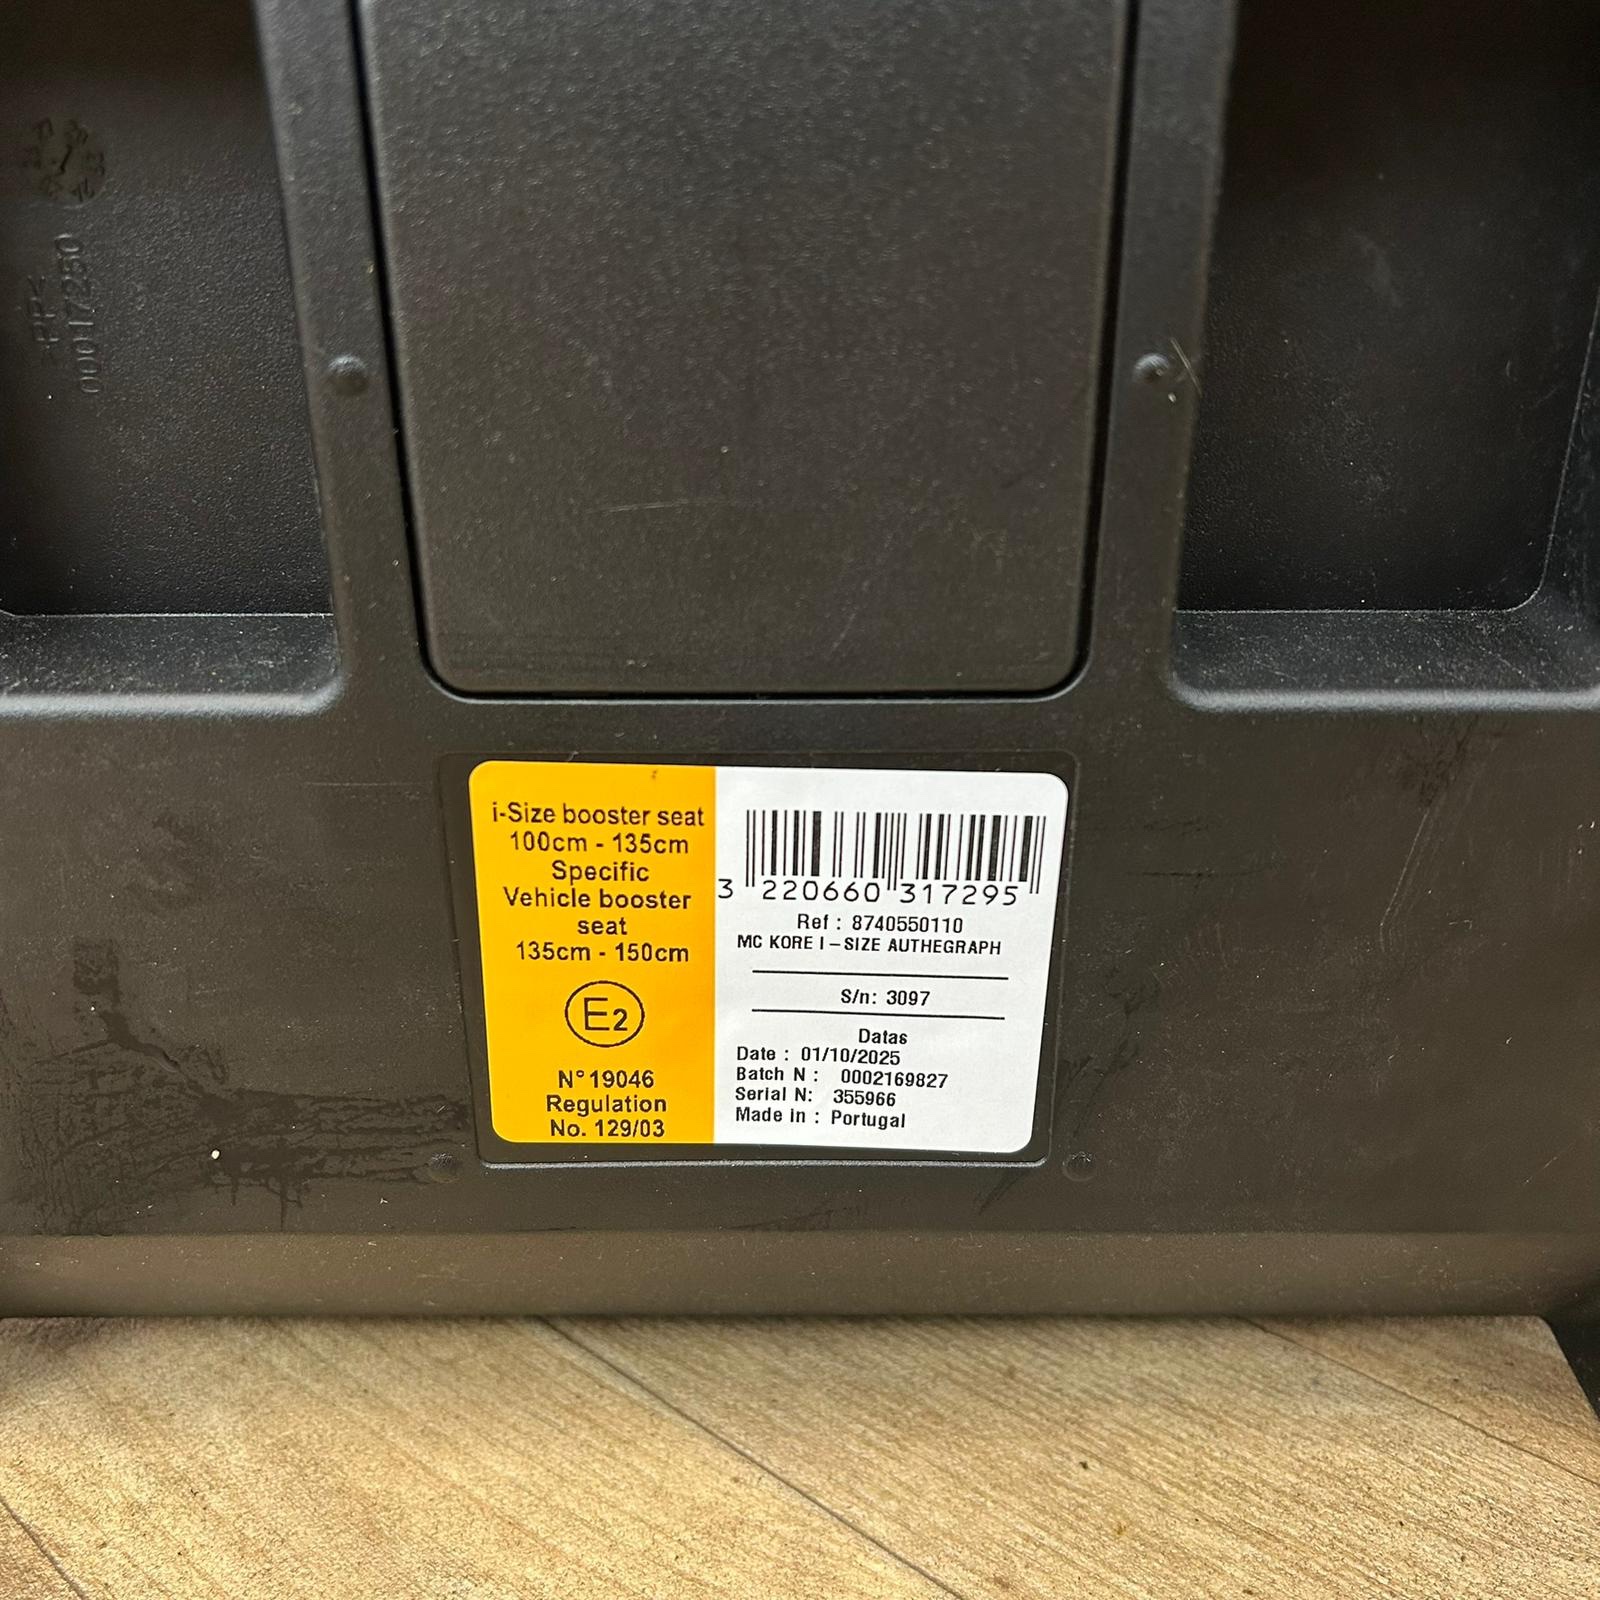 >PP<
0017250
i-Size booster seat
100cm - 135cm
Specific
Vehicle booster
seat
135cm - 150cm
E2
N° 19046
Regulation
No. 129/03
3 220660 317295
Ref : 8740550110
MC KORE I - SIZE AUTHEGRAPH
S/n: 3097
Datas
Date : 01/10/2025
Batch N : 0002169827
Serial N: 355966
Made in : Portugal